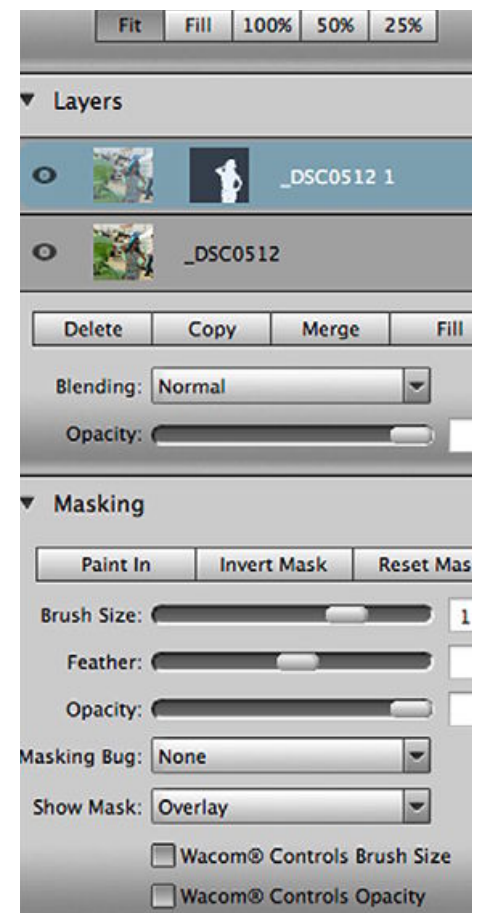 Fit Fill 100% 50% 25%
Layers
_DSC0512 1
_DSC0512
Delete Copy Merge Fill
Blending: Normal
Opacity:
Masking
Paint In Invert Mask Reset Mas
Brush Size: 1
Feather:
Opacity:
Masking Bug: None
Show Mask: Overlay
Wacom® Controls Brush Size
Wacom® Controls Opacity